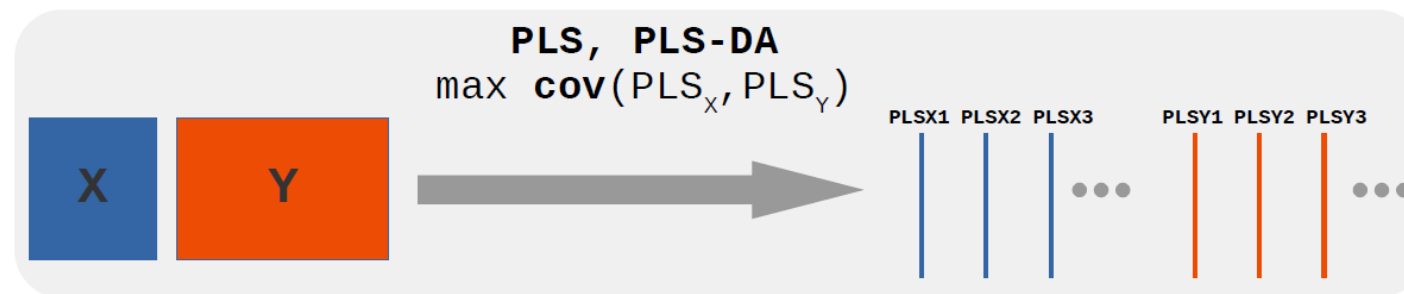 PLS, PLS-DA
max cov(PLSX,PLSY)
PLSX1 PLSX2 PLSX3 PLSY1 PLSY2 PLSY3
X Y